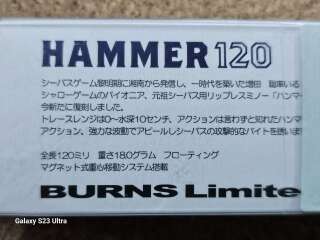 HAMMER 120
シーバスゲーム黎明期に湘南から発信し、一時代を築いた増田 聡率いる
シャローゲームのパイオニア、元祖シーバス用リップレスミノー「ハンマー
今新たに復刻しました。
トレースレンジは0〜水深10センチ、アクションは言わずと知れたハンマ
アクション、強力な波動でアピールしシーバスの攻撃的なバイトを誘いま
全長120ミリ 重さ18.0グラム フローティング
マグネット式重心移動システム搭載
BURNS Limite
Galaxy S23 Ultra